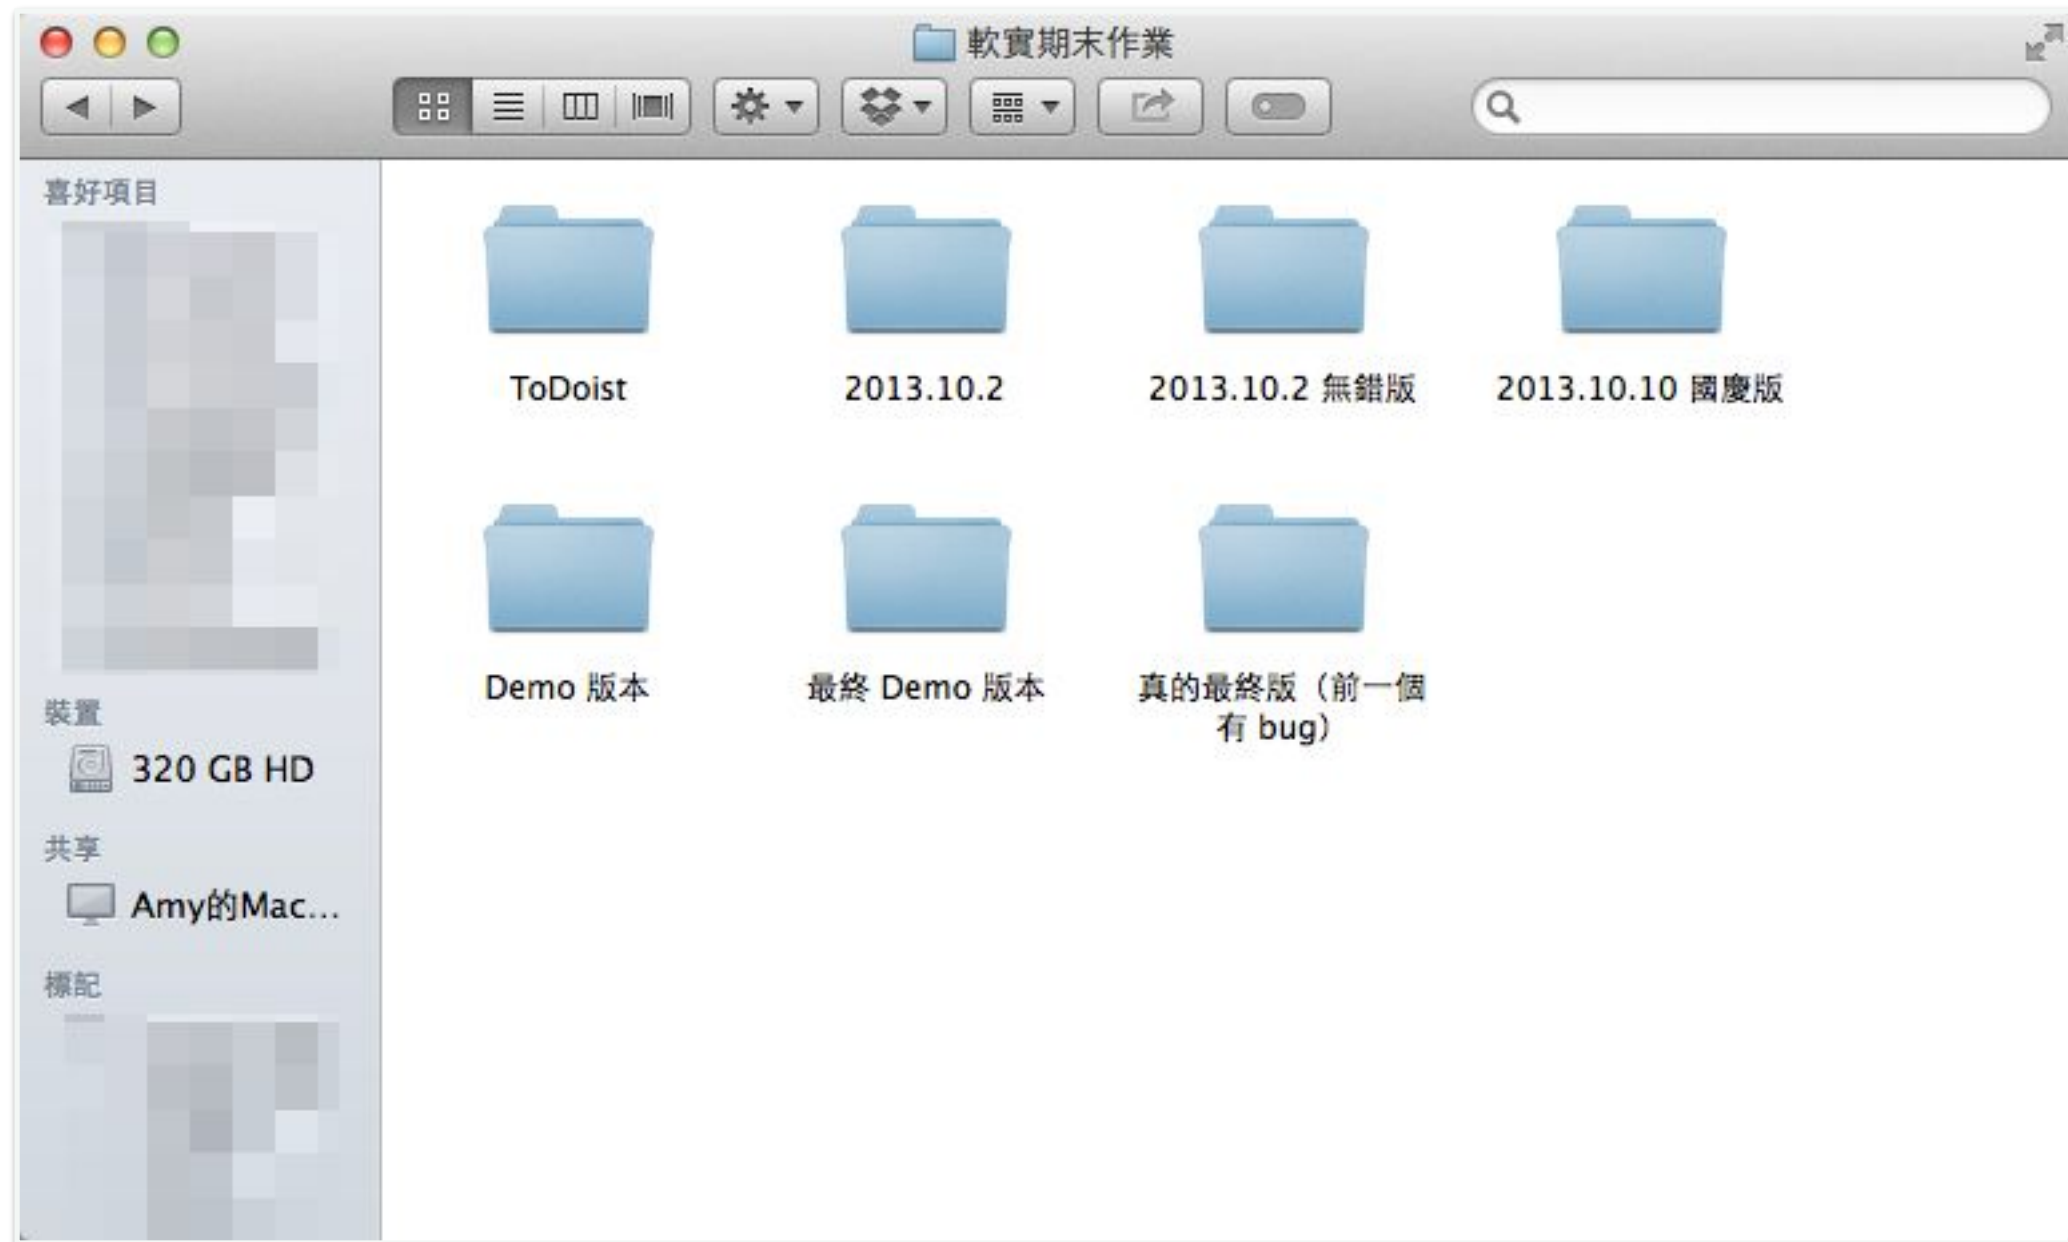 軟實期末作業
喜好項目
裝置
320 GB HD
共享
Amy的Mac...
標記
ToDoist
2013.10.2
2013.10.2 無錯版
2013.10.10 國慶版
Demo 版本
最終 Demo 版本
真的最終版（前一個
有 bug）